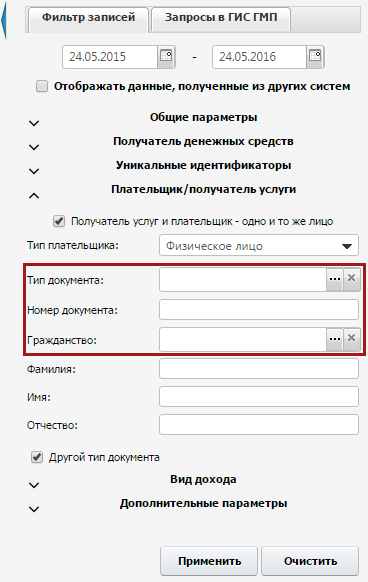 Фильтр записей Запросы в ГИС ГМП
24.05.2015 - 24.05.2016
Отображать данные, полученные из других систем
Общие параметры
Получатель денежных средств
Уникальные идентификаторы
Плательщик/получатель услуги
Получатель услуг и плательщик - одно и то же лицо
Тип плательщика: Физическое лицо
Тип документа: ...
Номер документа:
Гражданство: ...
Фамилия:
Имя:
Отчество:
Другой тип документа
Вид дохода
Дополнительные параметры
Применить Очистить